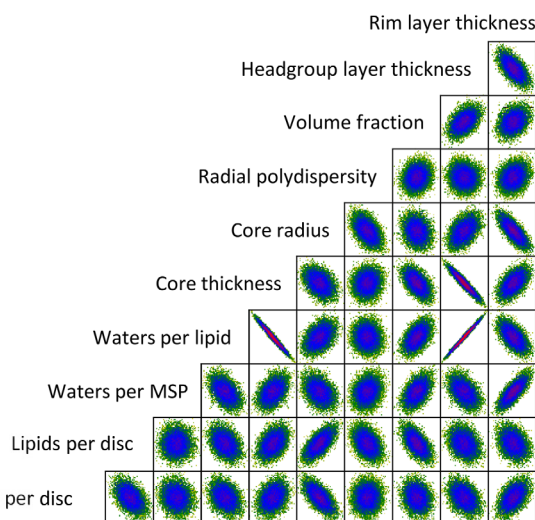 Rim layer thickness
Headgroup layer thickness
Volume fraction
Radial polydispersity
Core radius
Core thickness
Waters per lipid
Waters per MSP
Lipids per disc
per disc